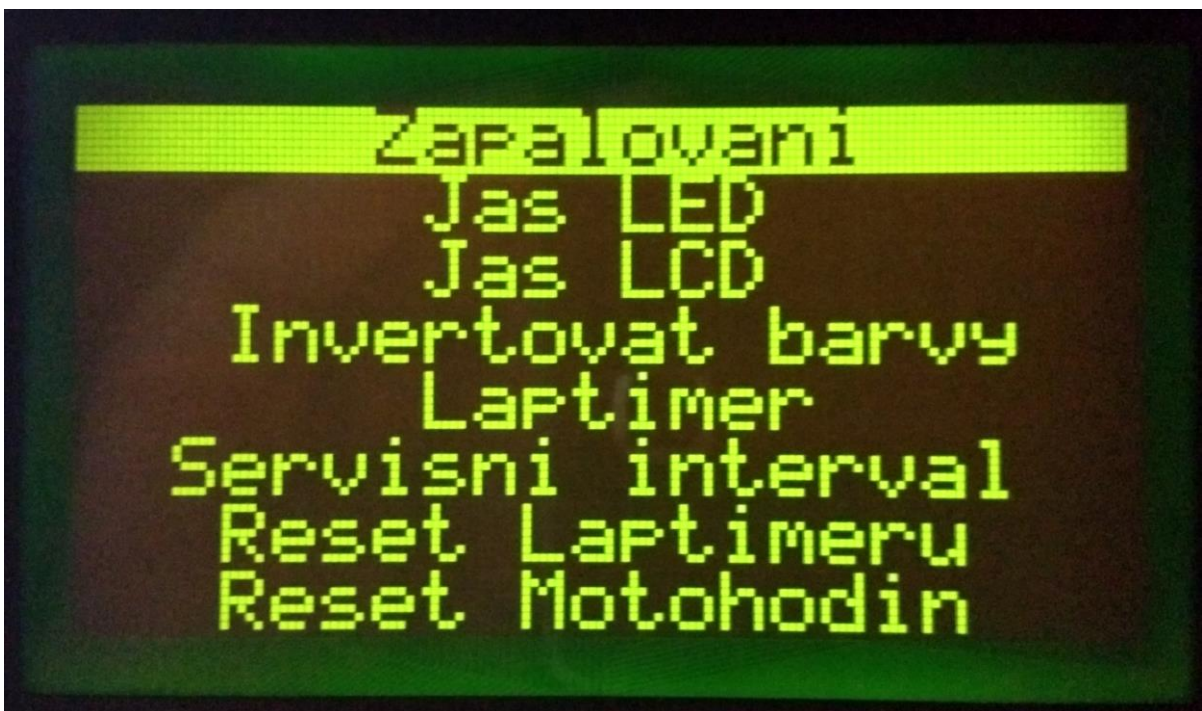 Zapalovani
Jas LED
Jas LCD
Invertovat barvy
Laptimer
Servisni interval
Reset Laptimeru
Reset Motohodin